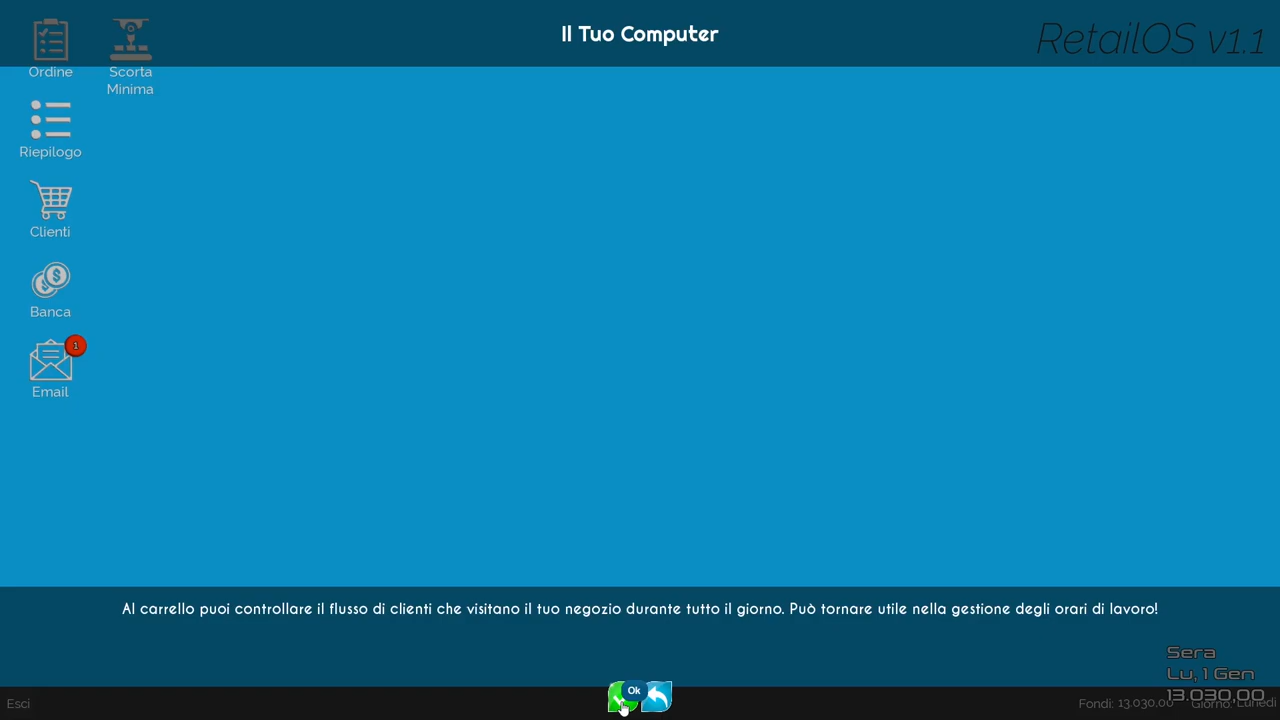 Il Tuo Computer
RetailOS v1.1
Ordine
Scorta
Minima
Riepilogo
Clienti
Banca
1
Email
Al carrello puoi controllare il flusso di clienti che visitano il tuo negozio durante tutto il giorno. Può tornare utile nella gestione degli orari di lavoro!
Sera
Lu, 1 Gen
13.030,00
Ok
Esci
Fondi: 13.030,00
Giorno: Lunedì